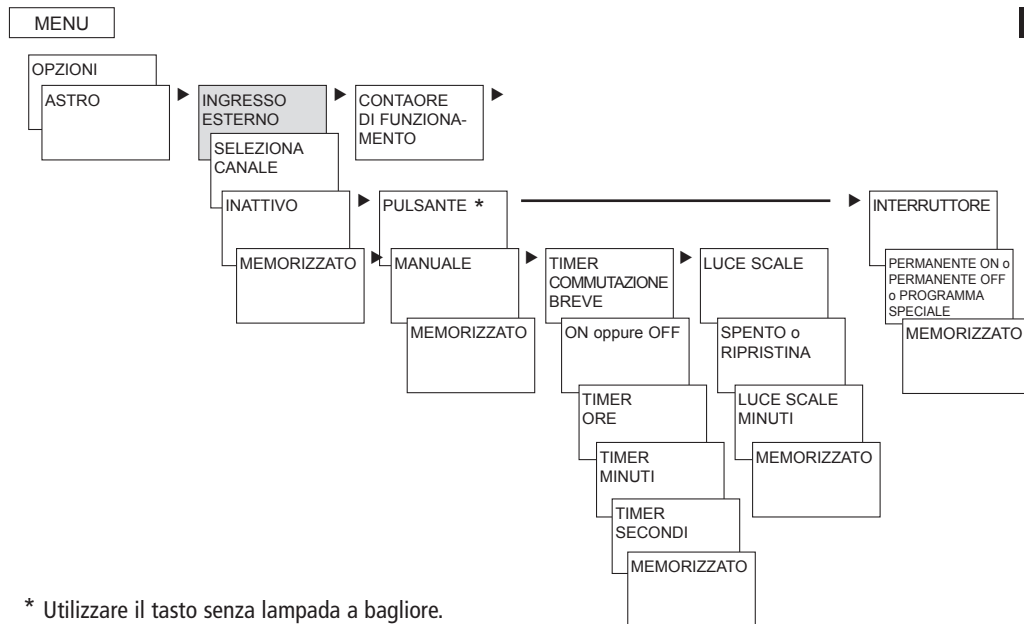 MENU
OPZIONI
ASTRO
INGRESSO
ESTERNO
CONTAORE
DI FUNZIONA-
MENTO
SELEZIONA
CANALE
INATTIVO
PULSANTE *
INTERRUTTORE
MEMORIZZATO
MANUALE
TIMER
COMMUTAZIONE
BREVE
LUCE SCALE
PERMANENTE ON o
PERMANENTE OFF
o PROGRAMMA
SPECIALE
MEMORIZZATO
ON oppure OFF
SPENTO o
RIPRISTINA
MEMORIZZATO
TIMER
ORE
LUCE SCALE
MINUTI
TIMER
MINUTI
MEMORIZZATO
TIMER
SECONDI
MEMORIZZATO
* Utilizzare il tasto senza lampada a bagliore.